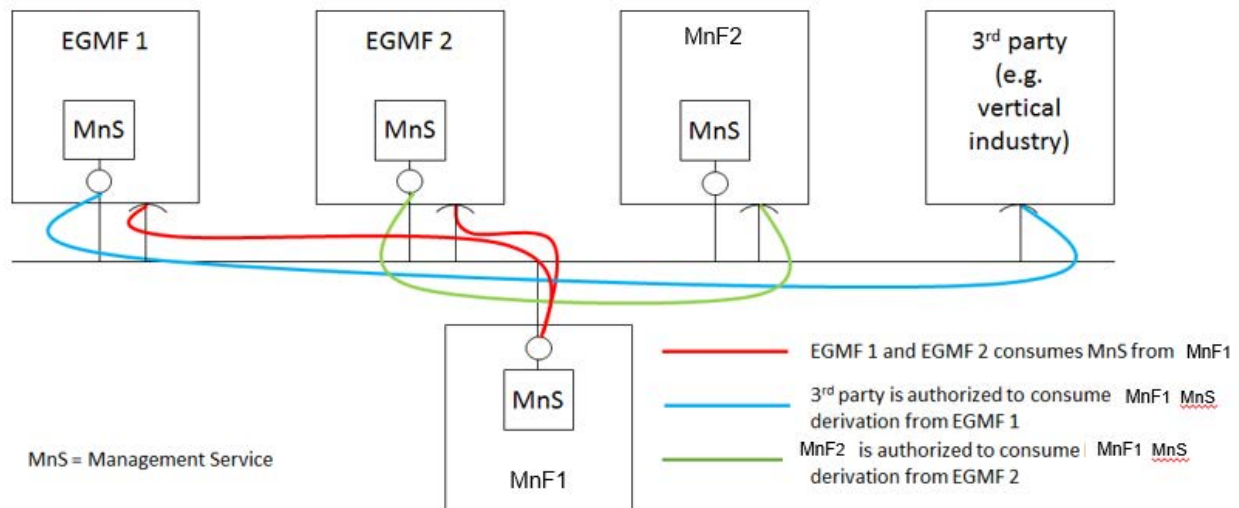 EGMF 1
EGMF 2
MnF2
3rd party
(e.g.
vertical
industry)
MnS
MnS
MnS
MnS
MnF1
MnS = Management Service
EGMF 1 and EGMF 2 consumes MnS from MnF1
3rd party is authorized to consume MnF1 MnS
derivation from EGMF 1
MnF2 is authorized to consume MnF1 MnS
derivation from EGMF 2